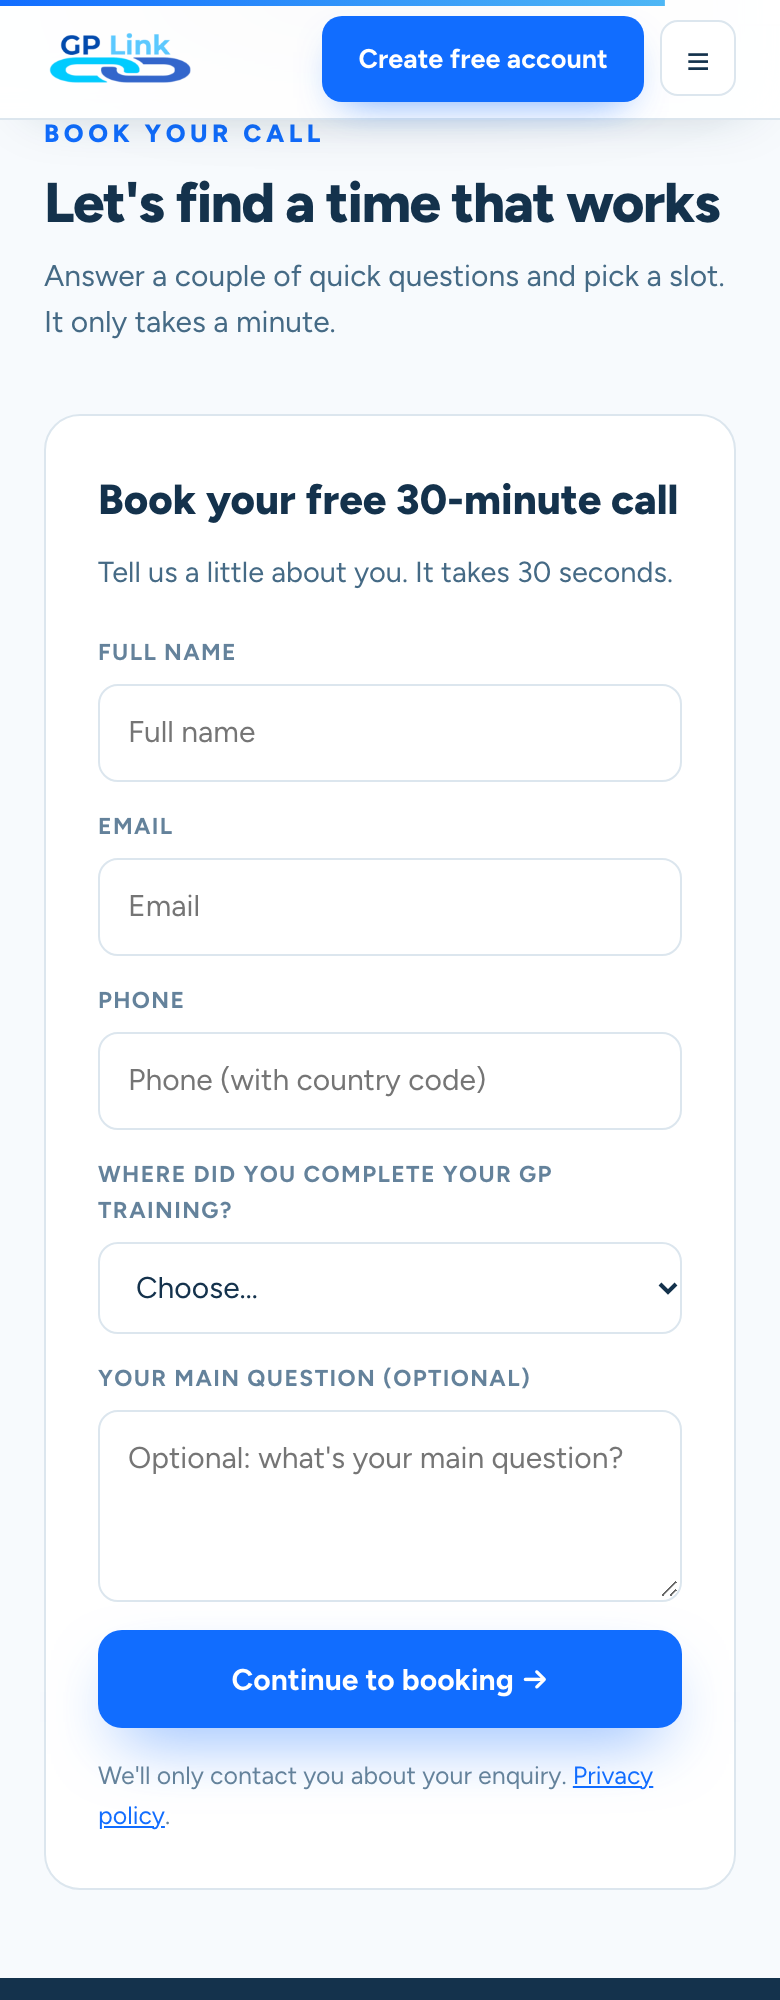 GP Link
Create free account
BOOK YOUR CALL
Let's find a time that works
Answer a couple of quick questions and pick a slot.
It only takes a minute.
Book your free 30-minute call
Tell us a little about you. It takes 30 seconds.
FULL NAME
Full name
EMAIL
Email
PHONE
Phone (with country code)
WHERE DID YOU COMPLETE YOUR GP
TRAINING?
Choose...
YOUR MAIN QUESTION (OPTIONAL)
Optional: what's your main question?
Continue to booking →
We'll only contact you about your enquiry. Privacy
policy.